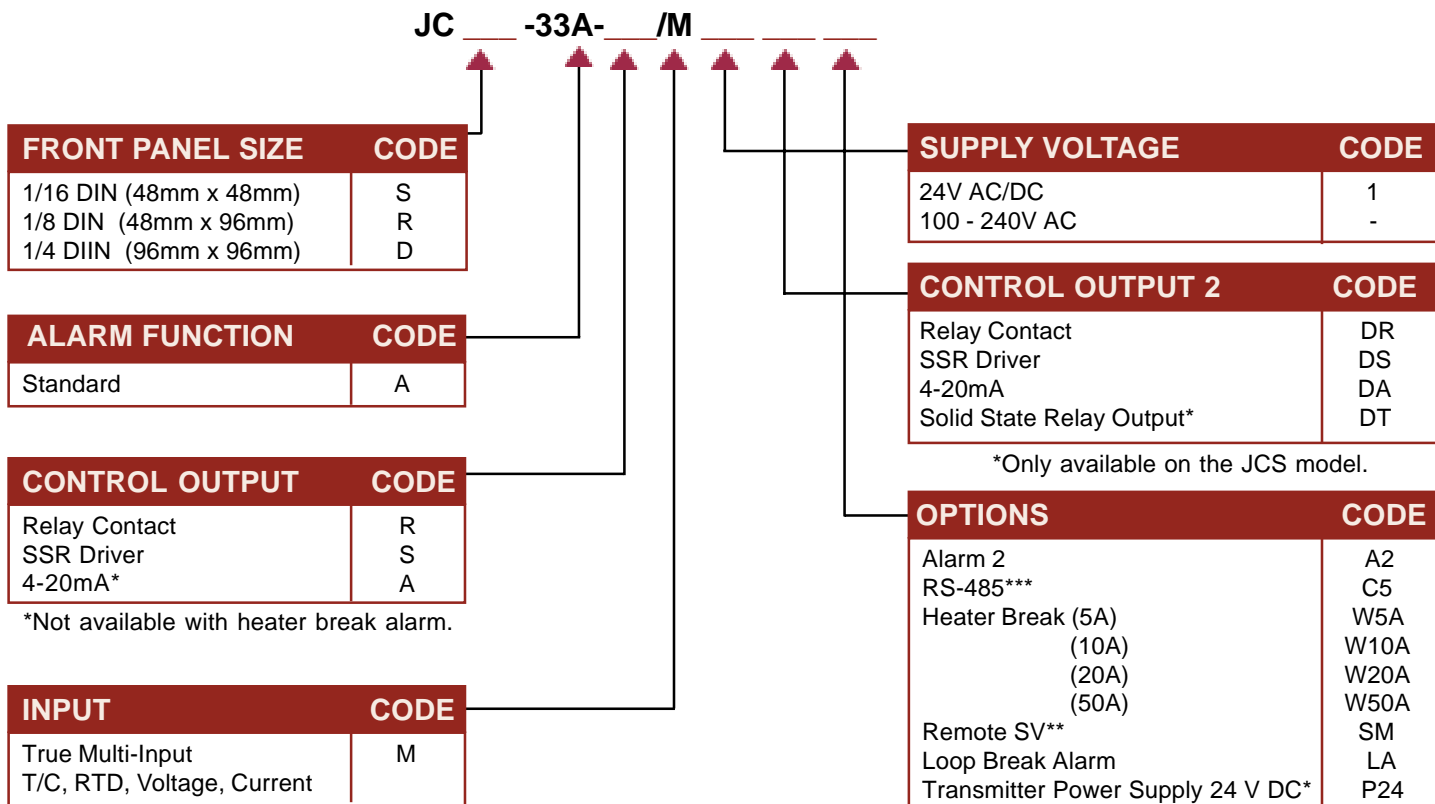 JC ___ -33A-___/M ___ ___ ___
FRONT PANEL SIZE CODE
1/16 DIN (48mm x 48mm) S
1/8 DIN (48mm x 96mm) R
1/4 DIIN (96mm x 96mm) D
ALARM FUNCTION CODE
Standard A
CONTROL OUTPUT CODE
Relay Contact R
SSR Driver S
4-20mA* A
*Not available with heater break alarm.
INPUT CODE
True Multi-Input M
T/C, RTD, Voltage, Current
SUPPLY VOLTAGE CODE
24V AC/DC 1
100 - 240V AC -
CONTROL OUTPUT 2 CODE
Relay Contact DR
SSR Driver DS
4-20mA DA
Solid State Relay Output* DT
*Only available on the JCS model.
OPTIONS CODE
Alarm 2 A2
RS-485*** C5
Heater Break (5A) W5A
(10A) W10A
(20A) W20A
(50A) W50A
Remote SV** SM
Loop Break Alarm LA
Transmitter Power Supply 24 V DC* P24